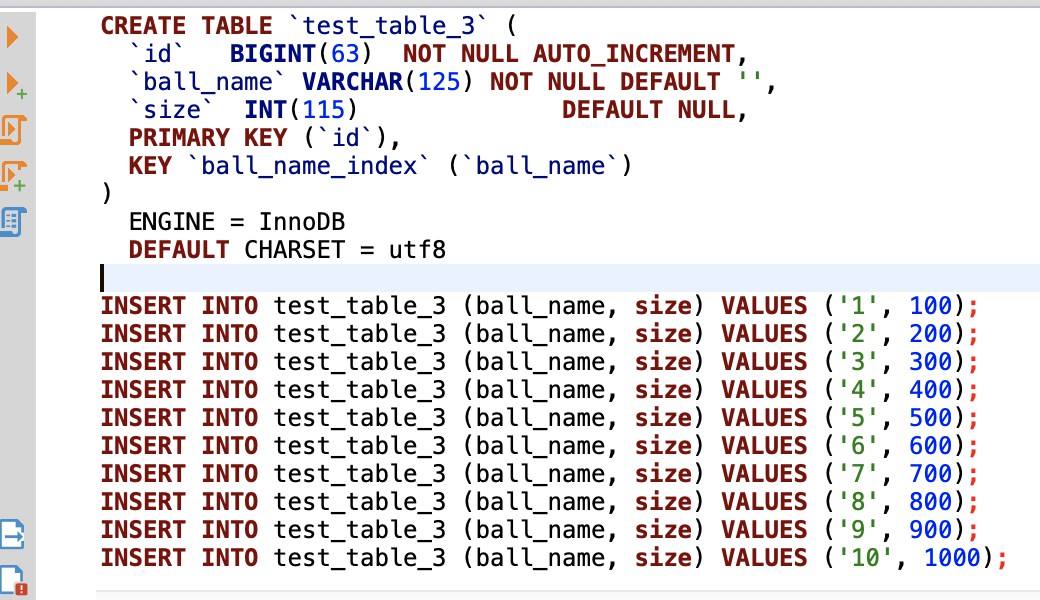 CREATE TABLE `test_table_3` (
  `id`   BIGINT(63)  NOT NULL AUTO_INCREMENT,
  `ball_name` VARCHAR(125) NOT NULL DEFAULT '',
  `size`  INT(115)              DEFAULT NULL,
  PRIMARY KEY (`id`),
  KEY `ball_name_index` (`ball_name`)
)
  ENGINE = InnoDB
  DEFAULT CHARSET = utf8
INSERT INTO test_table_3 (ball_name, size) VALUES ('1', 100);
INSERT INTO test_table_3 (ball_name, size) VALUES ('2', 200);
INSERT INTO test_table_3 (ball_name, size) VALUES ('3', 300);
INSERT INTO test_table_3 (ball_name, size) VALUES ('4', 400);
INSERT INTO test_table_3 (ball_name, size) VALUES ('5', 500);
INSERT INTO test_table_3 (ball_name, size) VALUES ('6', 600);
INSERT INTO test_table_3 (ball_name, size) VALUES ('7', 700);
INSERT INTO test_table_3 (ball_name, size) VALUES ('8', 800);
INSERT INTO test_table_3 (ball_name, size) VALUES ('9', 900);
INSERT INTO test_table_3 (ball_name, size) VALUES ('10', 1000);